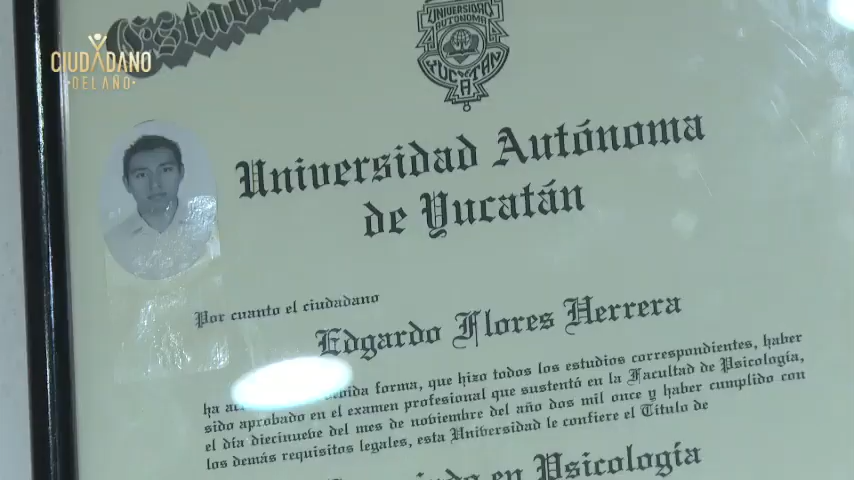 Estados
UNIVERSIDAD
AUTÓNOMA
YUCATÁN
CIUDADANO
DEL AÑO
Universidad Autónoma
de Yucatán
Por cuanto el ciudadano
Edgardo Flores Herrera
ha debida forma, que hizo todos los estudios correspondientes, haber
sido aprobado en el examen profesional que sustentó en la Facultad de Psicología,
el día diecinueve del mes de noviembre del año dos mil once y haber cumplido con
los demás requisitos legales, esta Universidad le confiere el Título de
en Psicología